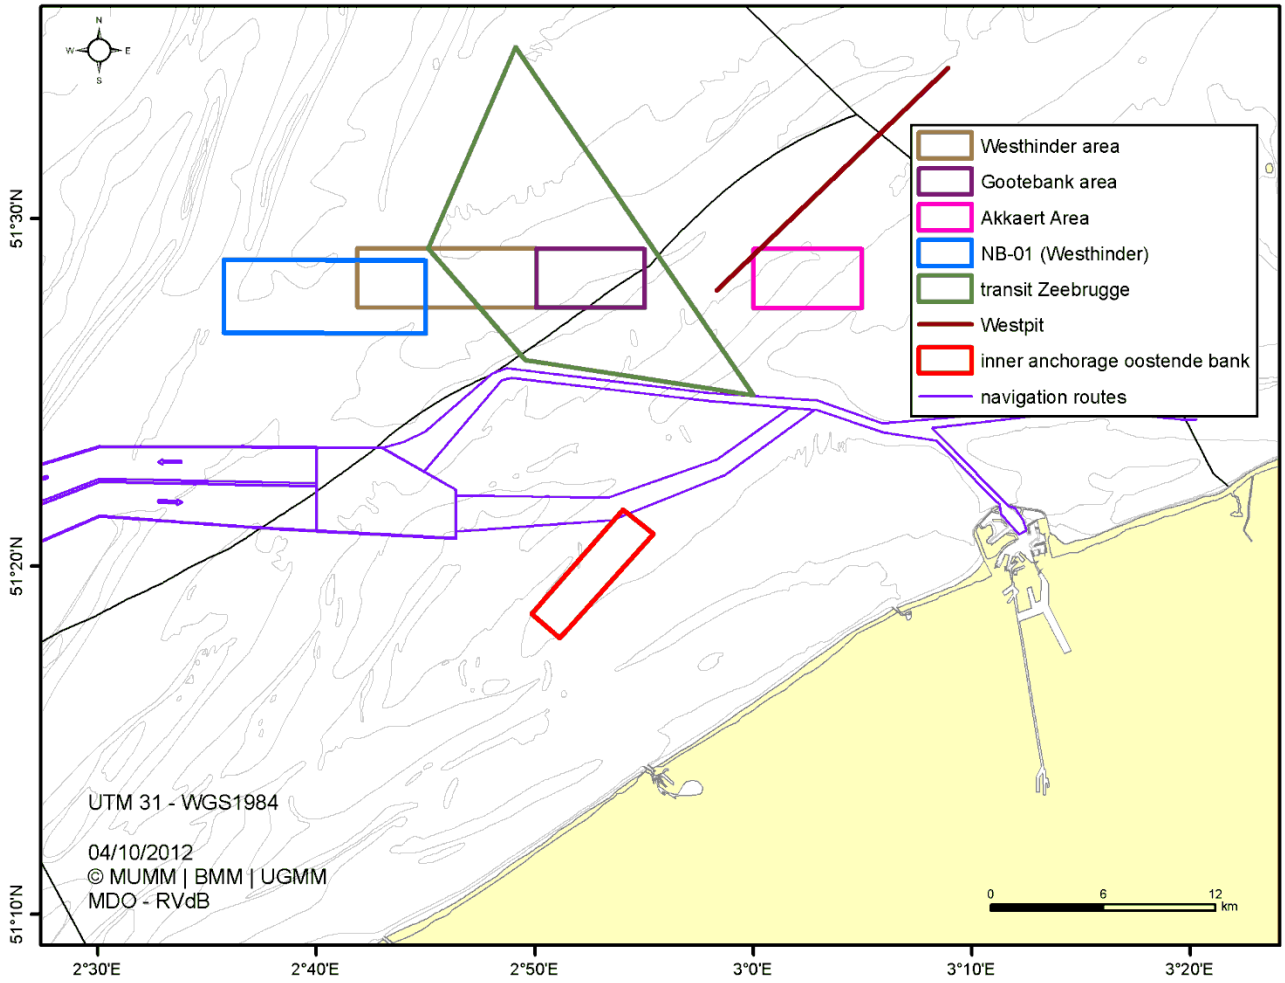 N
W E
S
Westhinder area
Gootebank area
Akkaert Area
NB-01 (Westhinder)
transit Zeebrugge
Westpit
inner anchorage oostende bank
navigation routes
51°30'N
51°20'N
51°10'N
UTM 31 - WGS1984
04/10/2012
© MUMM | BMM | UGMM
MDO - RVdB
0 6 12
km
2°30'E 2°40'E 2°50'E 3°0'E 3°10'E 3°20'E